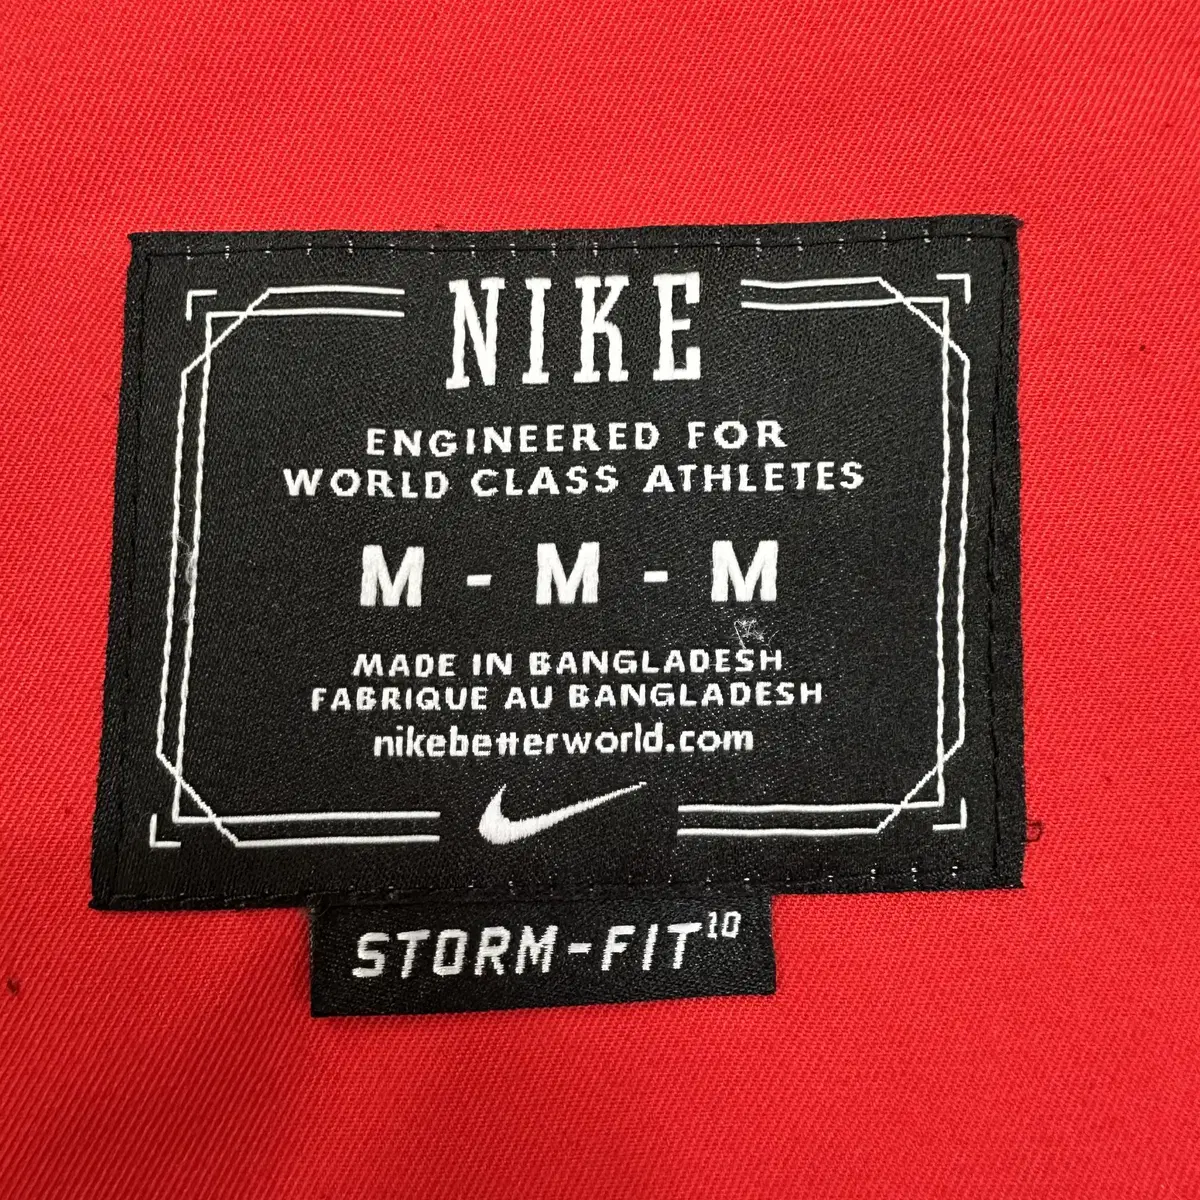 NIKE
ENGINEERED FOR
WORLD CLASS ATHLETES
M - M - M
MADE IN BANGLADESH
FABRIQUE AU BANGLADESH
nikebetterworld.com
STORM-FIT¹⁰